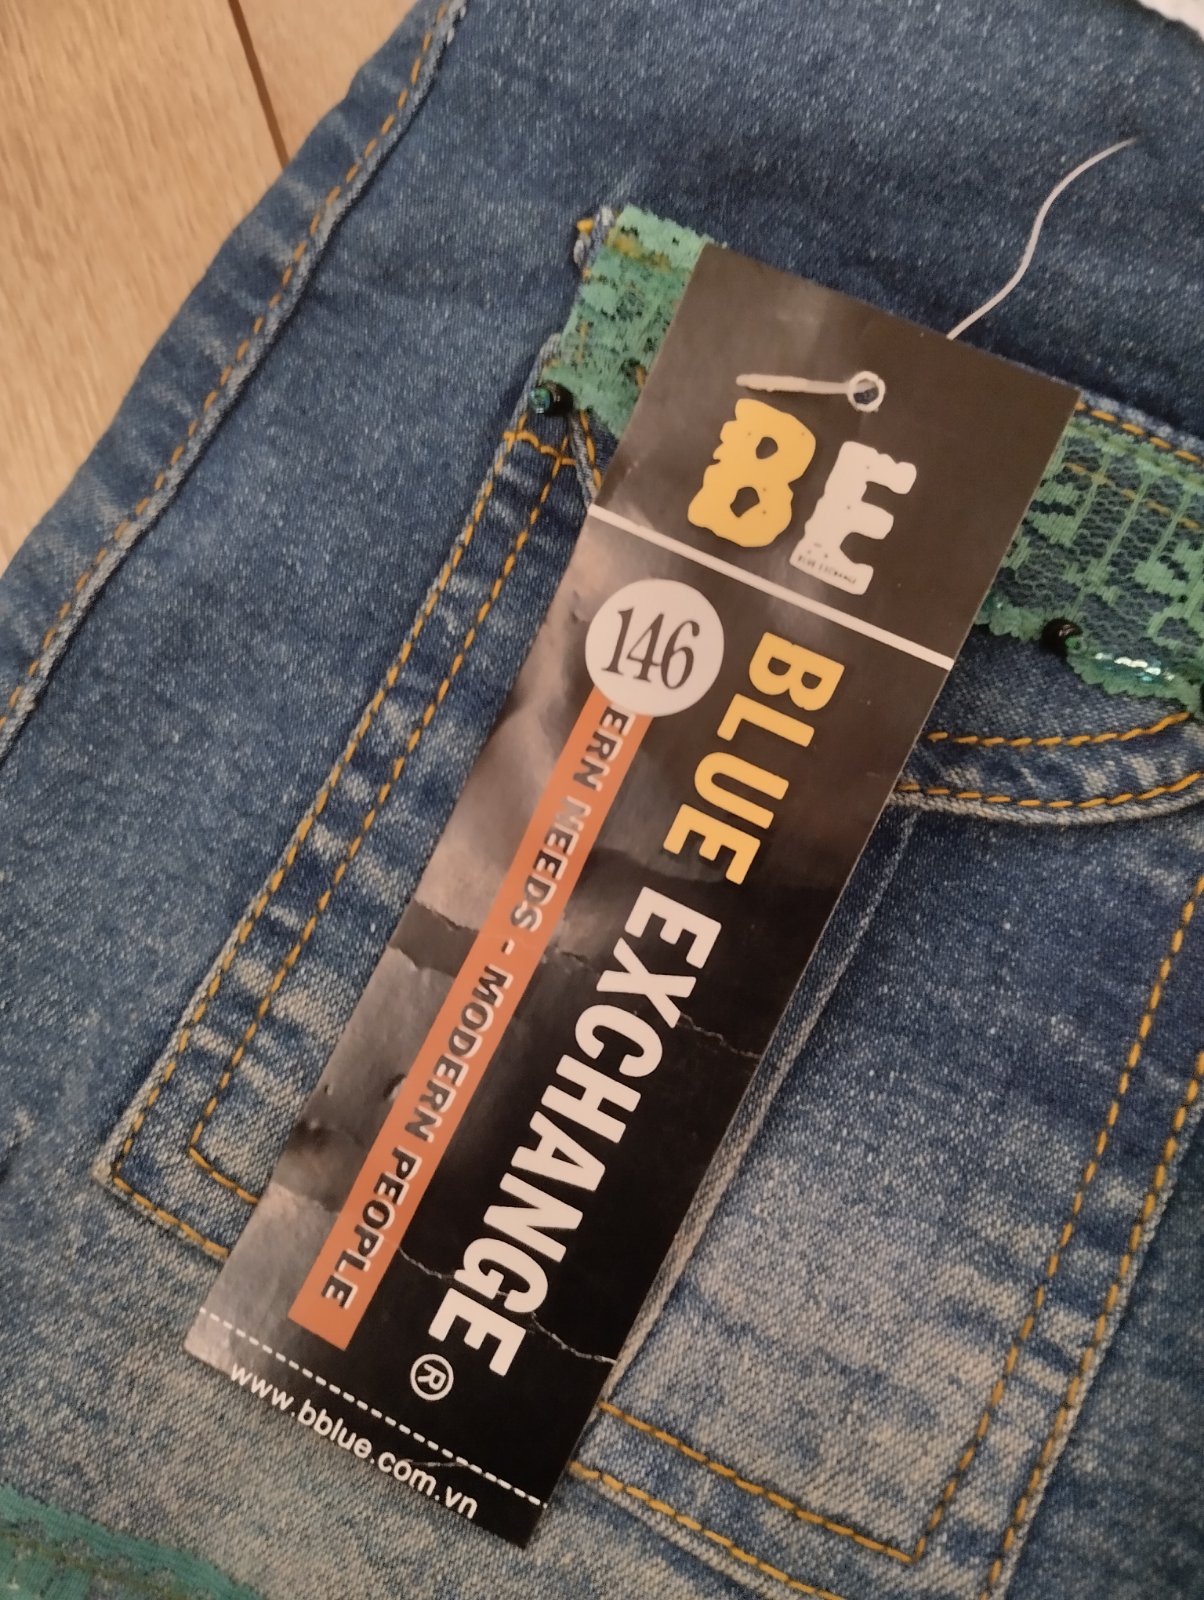 BE
146
BLUE EXCHANGE®
ERN NEEDS - MODERN PEOPLE
www.bblue.com.vn